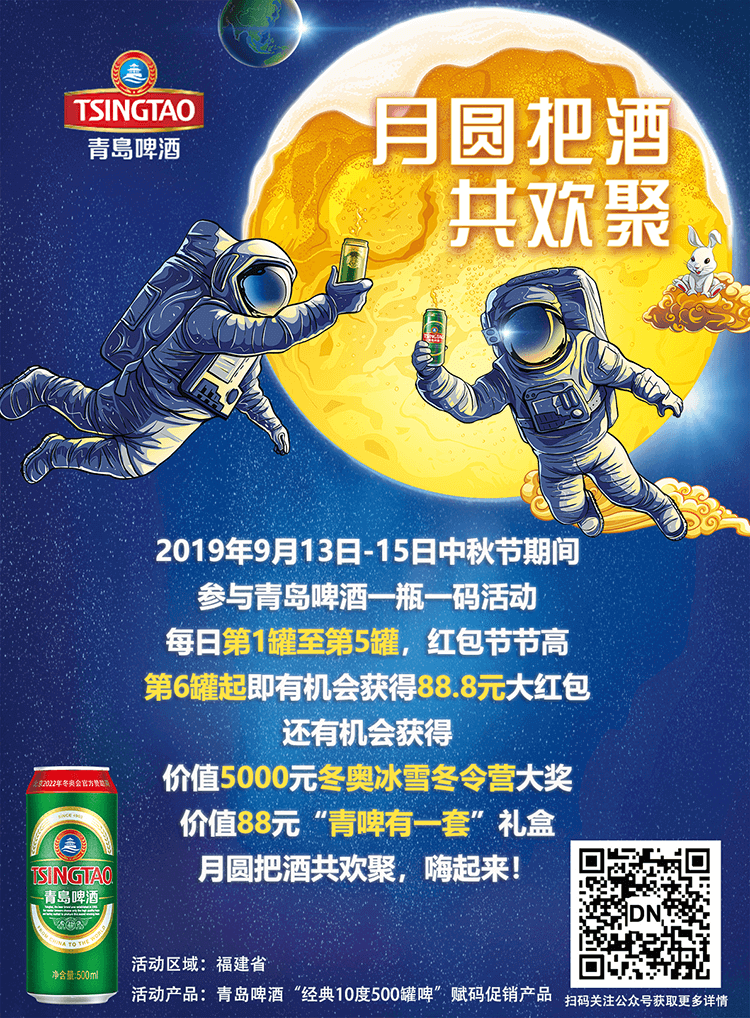 TSINGTAO
青岛啤酒
月圆把酒
共欢聚
2019年9月13日-15日中秋节期间
参与青岛啤酒一瓶一码活动
每日第1罐至第5罐，红包节节高
第6罐起即有机会获得88.8元大红包
还有机会获得
价值5000元冬奥冰雪冬令营大奖
价值88元“青啤有一套”礼盒
月圆把酒共欢聚，嗨起来！
SINCE 1903
TSINGTAO
青島啤酒
净含量:500ml
DN
活动区域：福建省
活动产品：青岛啤酒“经典10度500罐啤”赋码促销产品
扫码关注公众号获取更多详情